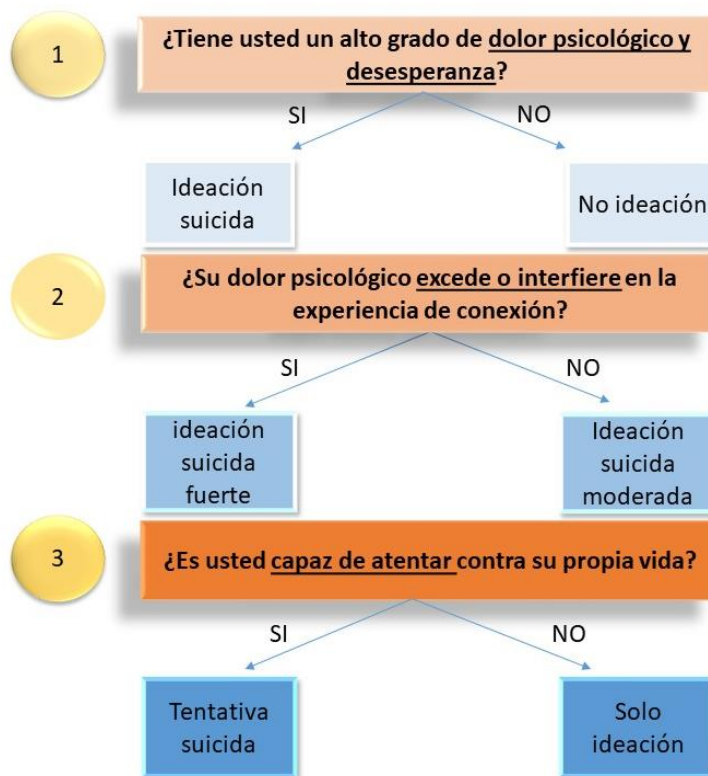 1
¿Tiene usted un alto grado de dolor psicológico y
desesperanza?
SI
NO
Ideación
suicida
No ideación
2
¿Su dolor psicológico excede o interfiere en la
experiencia de conexión?
SI
NO
ideación
suicida
fuerte
Ideación
suicida
moderada
3
¿Es usted capaz de atentar contra su propia vida?
SI
NO
Tentativa
suicida
Solo
ideación